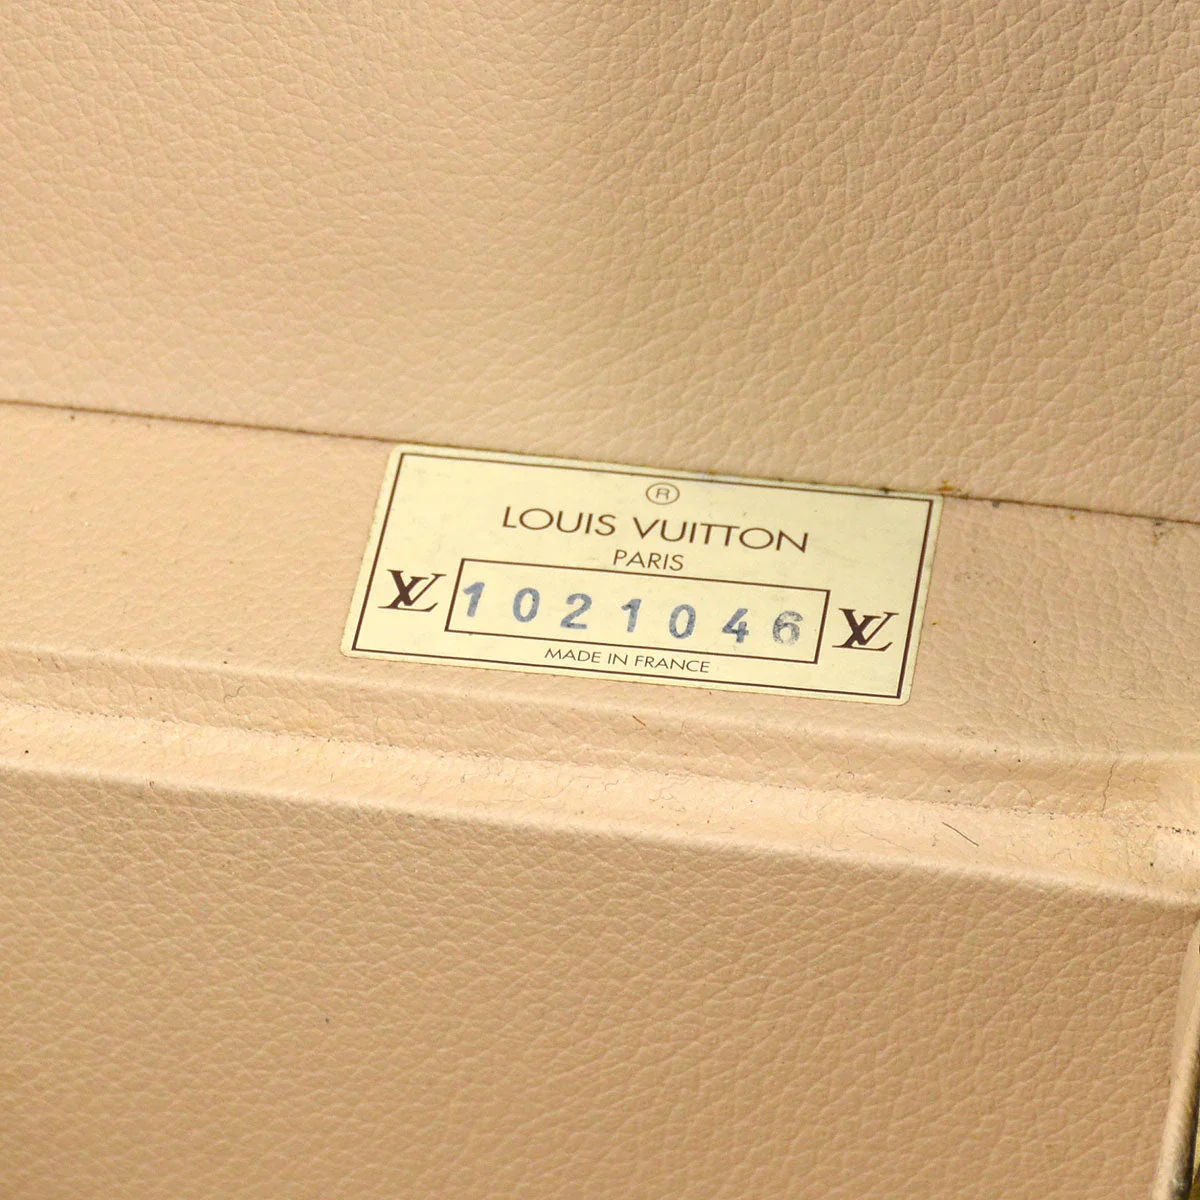 ®
LOUIS VUITTON
PARIS
LV 1021046 LV
MADE IN FRANCE